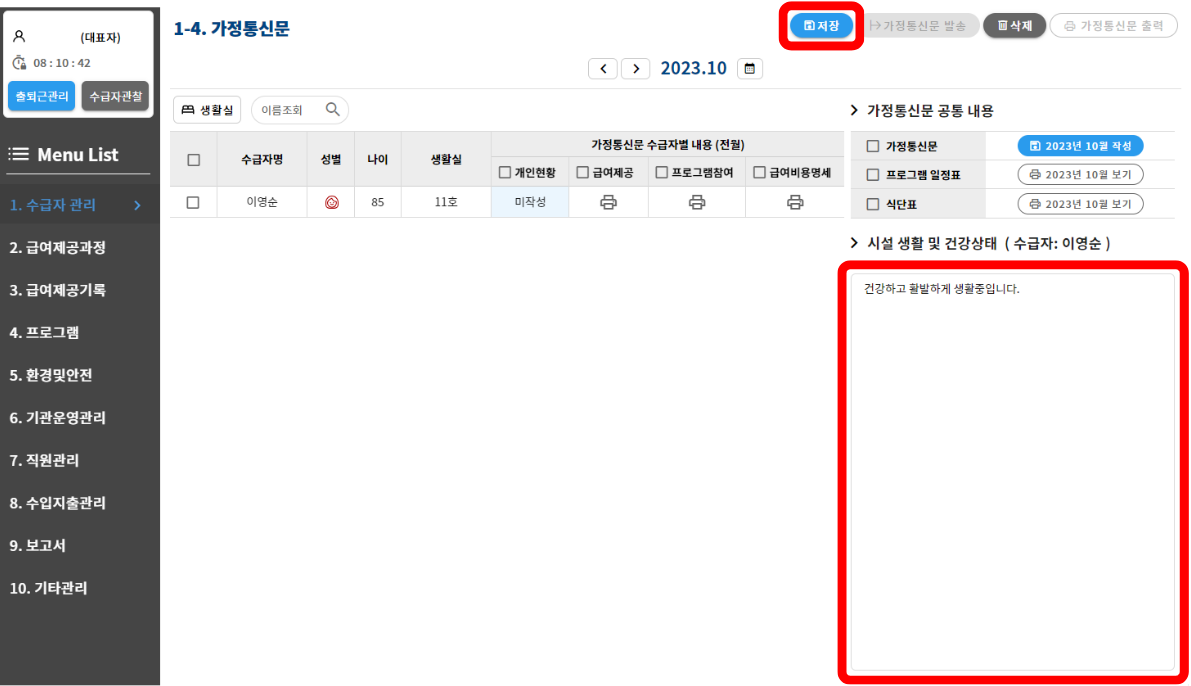 (대표자)
08 : 10 : 42
출퇴근관리 수급자관찰
Menu List
1. 수급자 관리
2. 급여제공과정
3. 급여제공기록
4. 프로그램
5. 환경및안전
6. 기관운영관리
7. 직원관리
8. 수입지출관리
9. 보고서
10. 기타관리
1-4. 가정통신문
저장 가정통신문 발송 삭제 가정통신문 출력
2023.10
생활실 이름조회
수급자명 성별 나이 생활실 가정통신문 수급자별 내용 (전월)
개인현황 급여제공 프로그램참여 급여비용명세
이영순 85 11호 미작성
가정통신문 공통 내용
가정통신문 2023년 10월 작성
프로그램 일정표 2023년 10월 보기
식단표 2023년 10월 보기
시설 생활 및 건강상태 ( 수급자: 이영순 )
건강하고 활발하게 생활중입니다.